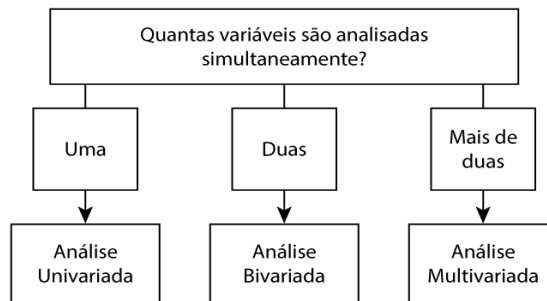 Quantas variáveis são analisadas
simultaneamente?
Uma
Duas
Mais de
duas
Análise
Univariada
Análise
Bivariada
Análise
Multivariada